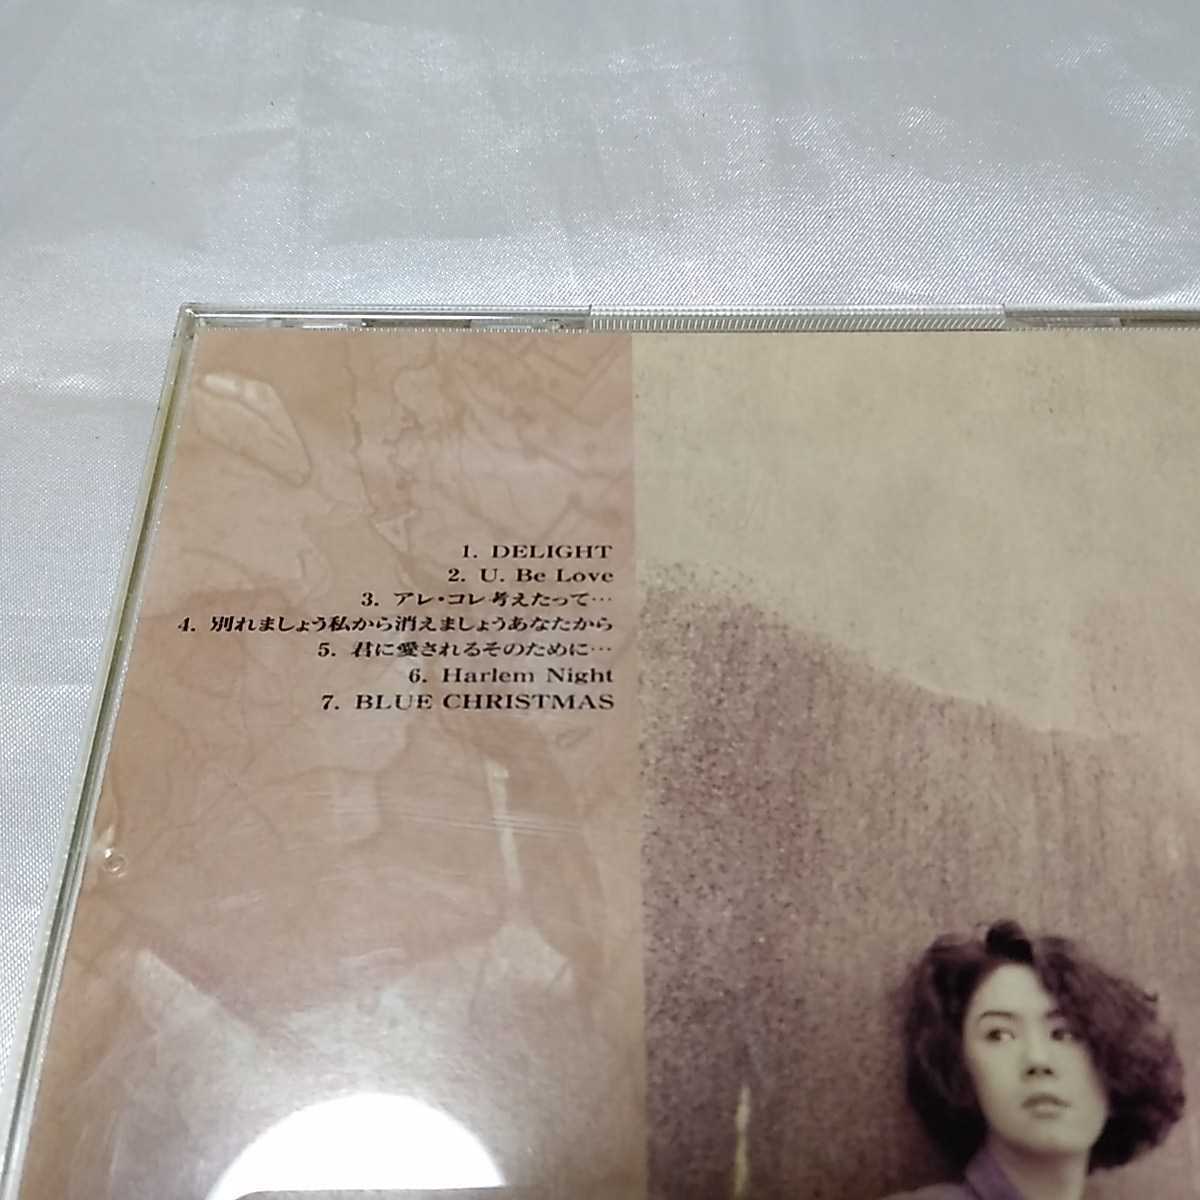 1. DELIGHT
2. U. Be Love
3. アレ・コレ考えたって…
4. 別れましょう私から消えましょうあなたから
5. 君に愛されるそのために…
6. Harlem Night
7. BLUE CHRISTMAS